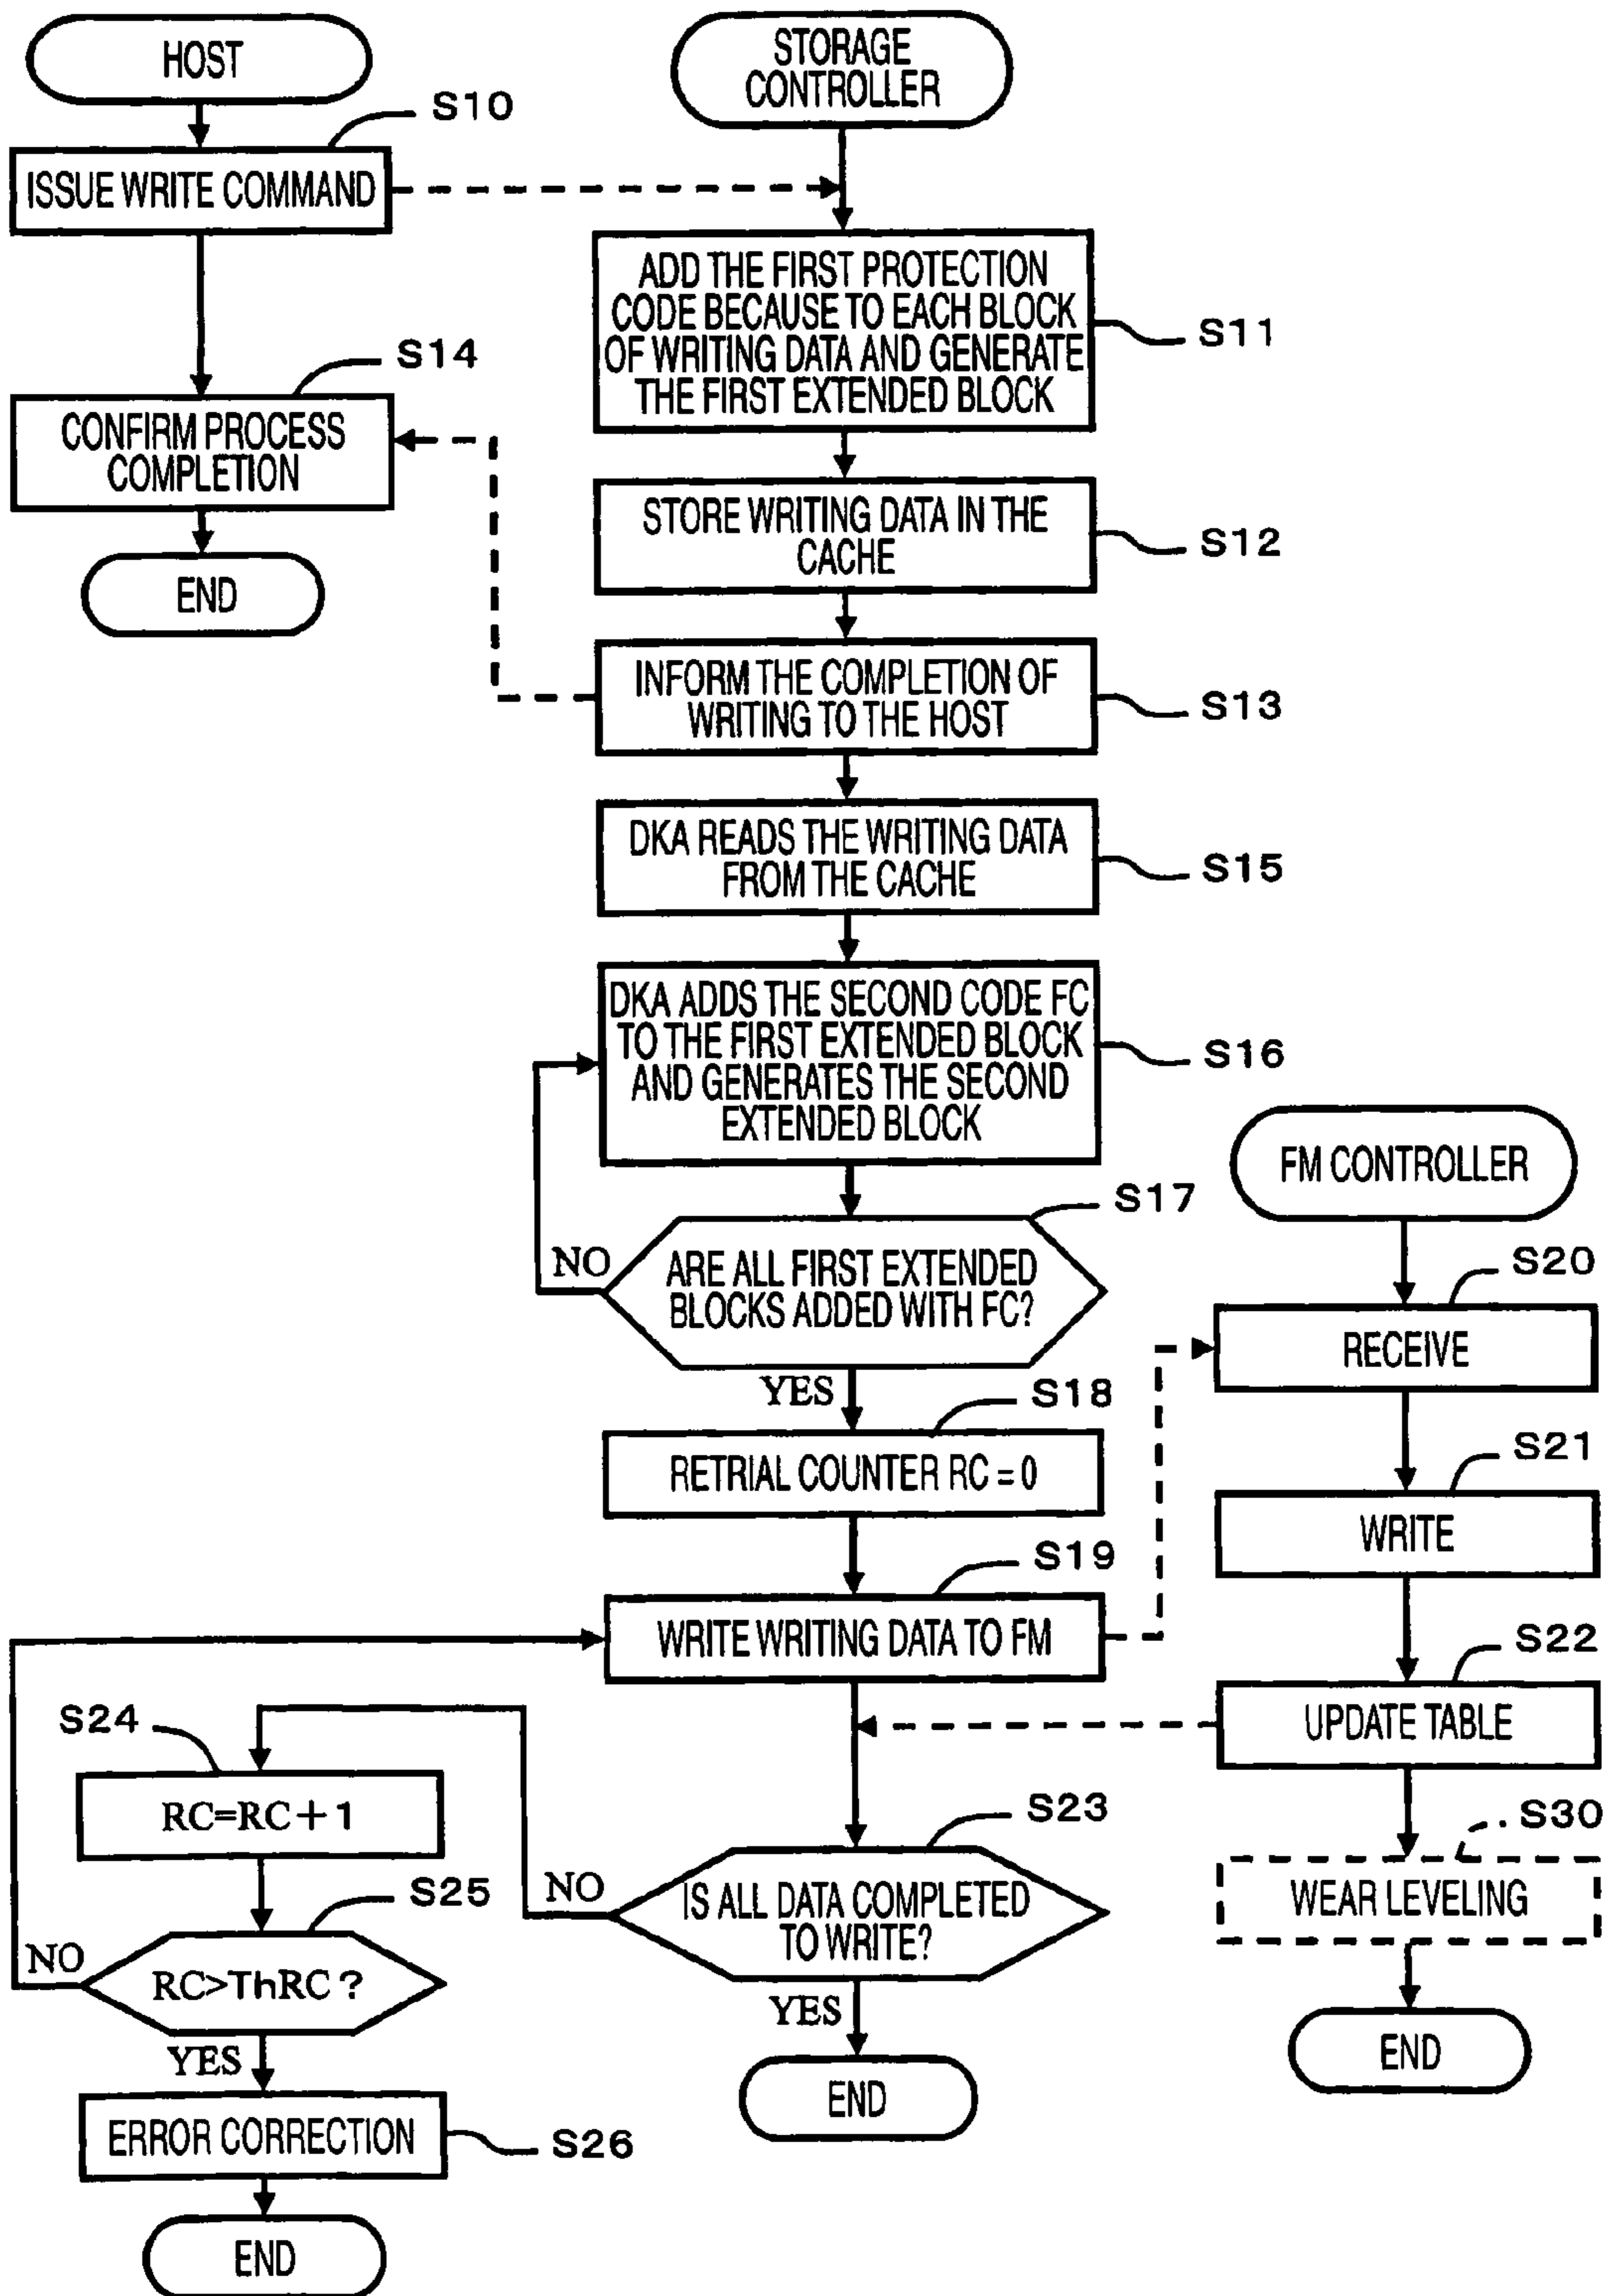 HOST
S10
ISSUE WRITE COMMAND
S14
CONFIRM PROCESS
COMPLETION
END
STORAGE
CONTROLLER
ADD THE FIRST PROTECTION
CODE BECAUSE TO EACH BLOCK
OF WRITING DATA AND GENERATE
THE FIRST EXTENDED BLOCK
S11
STORE WRITING DATA IN THE
CACHE
S12
INFORM THE COMPLETION OF
WRITING TO THE HOST
S13
DKA READS THE WRITING DATA
FROM THE CACHE
S15
DKA ADDS THE SECOND CODE FC
TO THE FIRST EXTENDED BLOCK
AND GENERATES THE SECOND
EXTENDED BLOCK
S16
S17
NO
ARE ALL FIRST EXTENDED
BLOCKS ADDED WITH FC?
YES
S18
RETRIAL COUNTER RC = 0
S19
WRITE WRITING DATA TO FM
S23
NO
IS ALL DATA COMPLETED
TO WRITE?
YES
END
S24
RC=RC+1
S25
NO
RC>ThRC?
YES
ERROR CORRECTION
S26
END
FM CONTROLLER
S20
RECEIVE
S21
WRITE
S22
UPDATE TABLE
S30
WEAR LEVELING
END